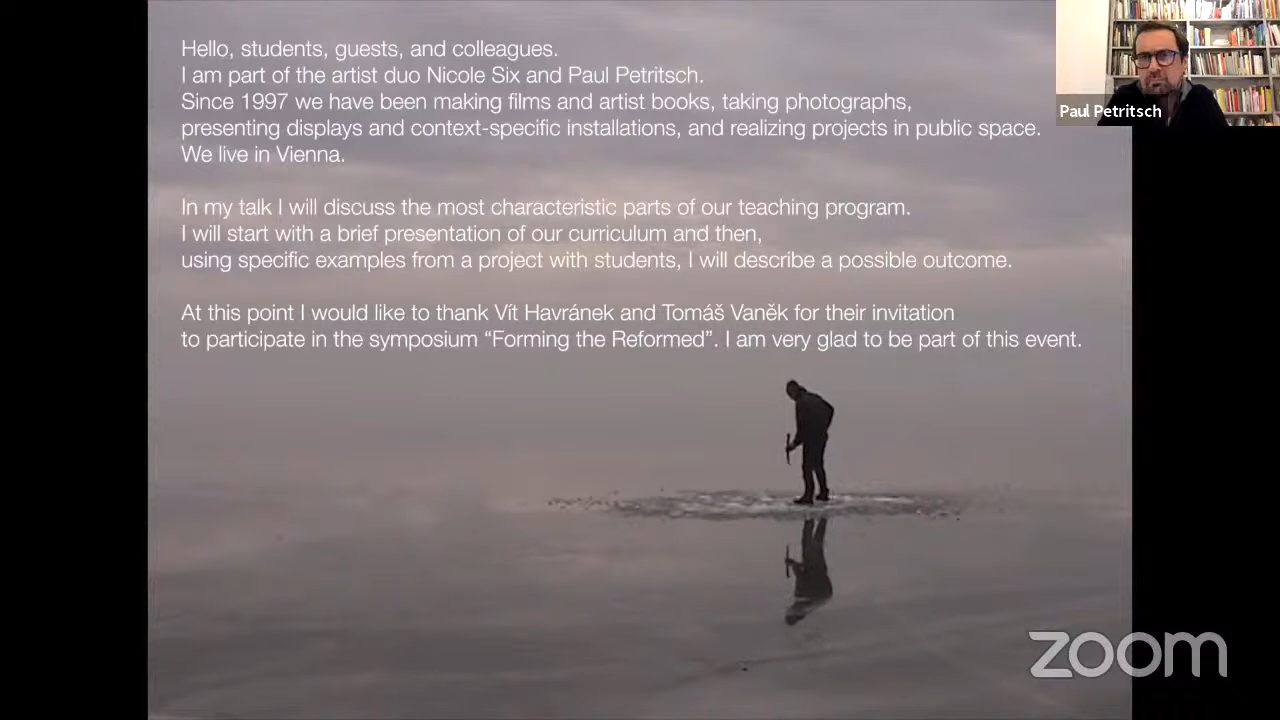 Hello, students, guests, and colleagues.
I am part of the artist duo Nicole Six and Paul Petritsch.
Since 1997 we have been making films and artist books, taking photographs,
presenting displays and context-specific installations, and realizing projects in public space.
We live in Vienna.
In my talk I will discuss the most characteristic parts of our teaching program.
I will start with a brief presentation of our curriculum and then,
using specific examples from a project with students, I will describe a possible outcome.
At this point I would like to thank Vít Havránek and Tomáš Vaněk for their invitation
to participate in the symposium “Forming the Reformed”. I am very glad to be part of this event.
Paul Petritsch
zoom